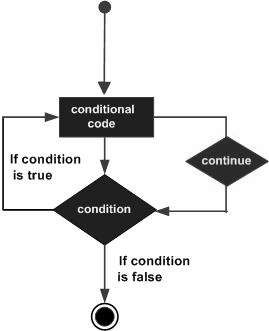 conditional
code
If condition
is true
continue
condition
If condition
is false